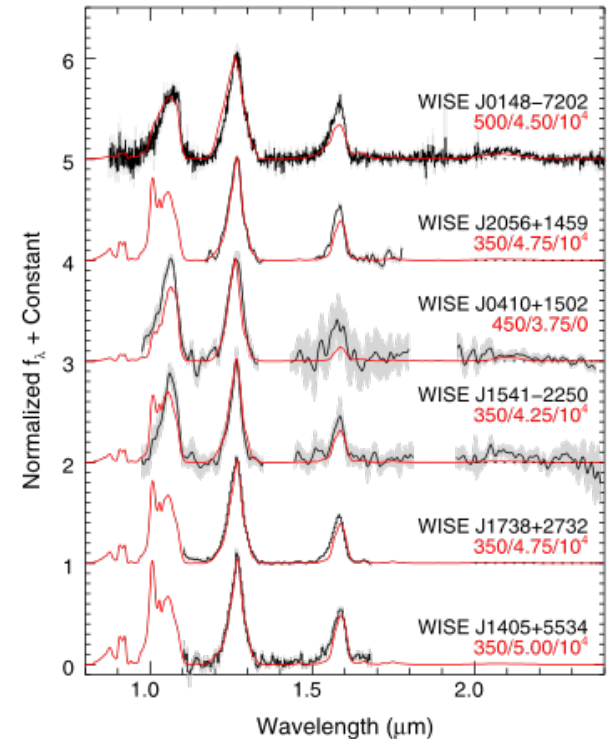 6
WISE J0148−7202
500/4.50/10⁴
5
WISE J2056+1459
350/4.75/10⁴
4
WISE J0410+1502
450/3.75/0
3
WISE J1541−2250
350/4.25/10⁴
2
WISE J1738+2732
350/4.75/10⁴
1
WISE J1405+5534
350/5.00/10⁴
0
Normalized f_λ + Constant
1.0 1.5 2.0
Wavelength (μm)